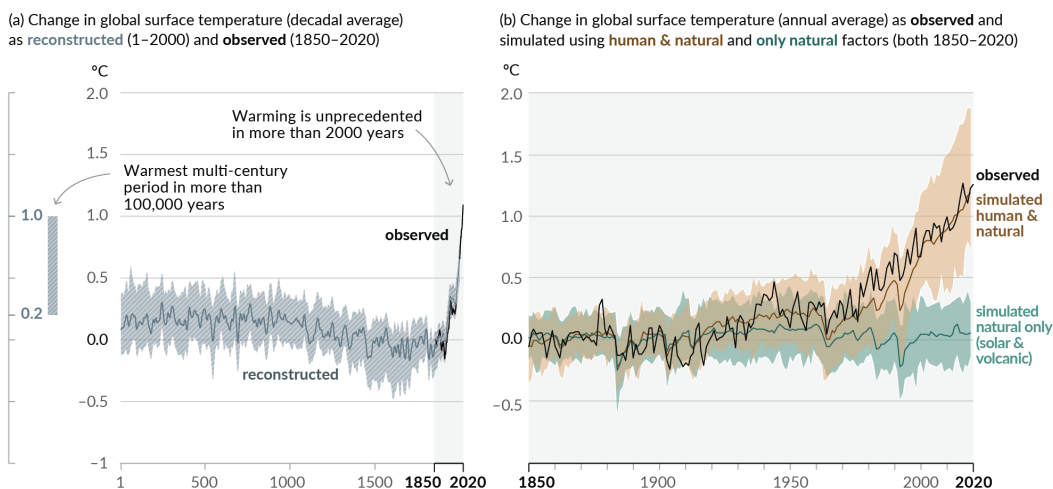 (a) Change in global surface temperature (decadal average)
as reconstructed (1–2000) and observed (1850–2020)
°C
2.0
1.5
1.0
0.5
0.0
−0.5
−1
1.0
0.2
Warming is unprecedented
in more than 2000 years
Warmest multi-century
period in more than
100,000 years
observed
reconstructed
1
500
1000
1500
1850
2020
(b) Change in global surface temperature (annual average) as observed and
simulated using human & natural and only natural factors (both 1850–2020)
°C
2.0
1.5
1.0
0.5
0.0
−0.5
observed
simulated
human &
natural
simulated
natural only
(solar &
volcanic)
1850
1900
1950
2000
2020